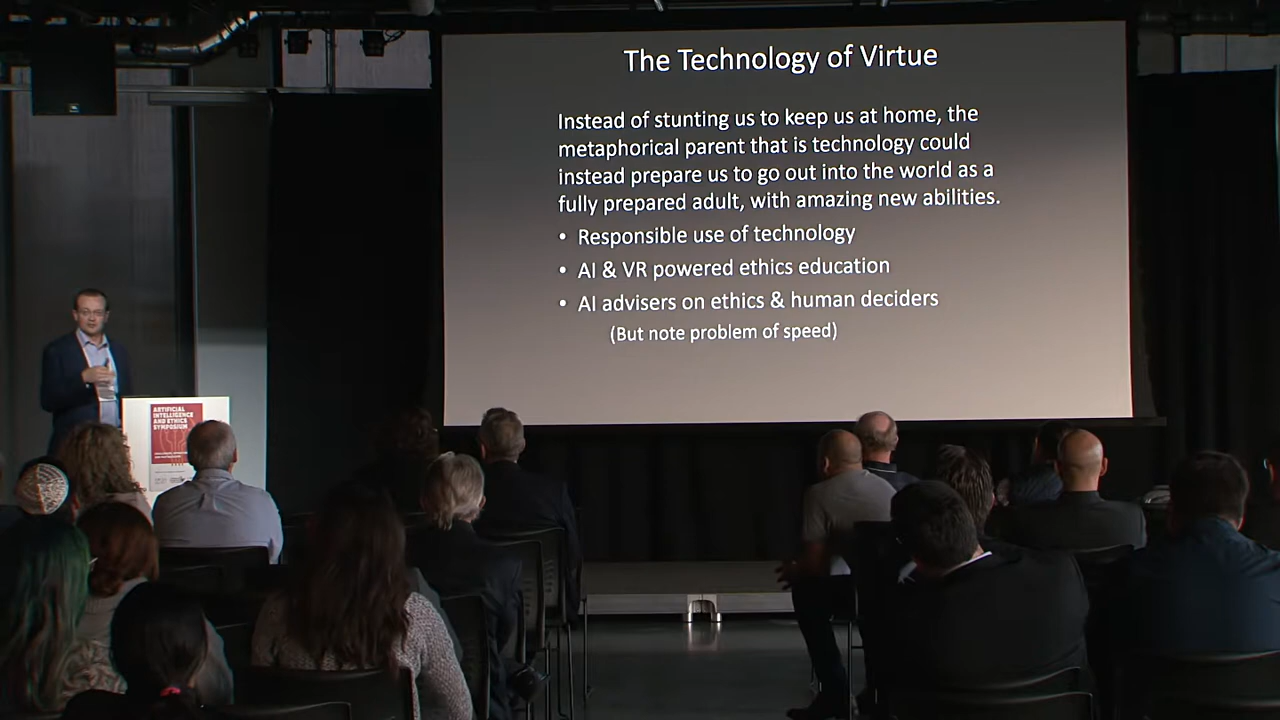 The Technology of Virtue
Instead of stunting us to keep us at home, the
metaphorical parent that is technology could
instead prepare us to go out into the world as a
fully prepared adult, with amazing new abilities.
• Responsible use of technology
• AI & VR powered ethics education
• AI advisers on ethics & human deciders
(But note problem of speed)
ARTIFICIAL
INTELLIGENCE
AND ETHICS
SYMPOSIUM